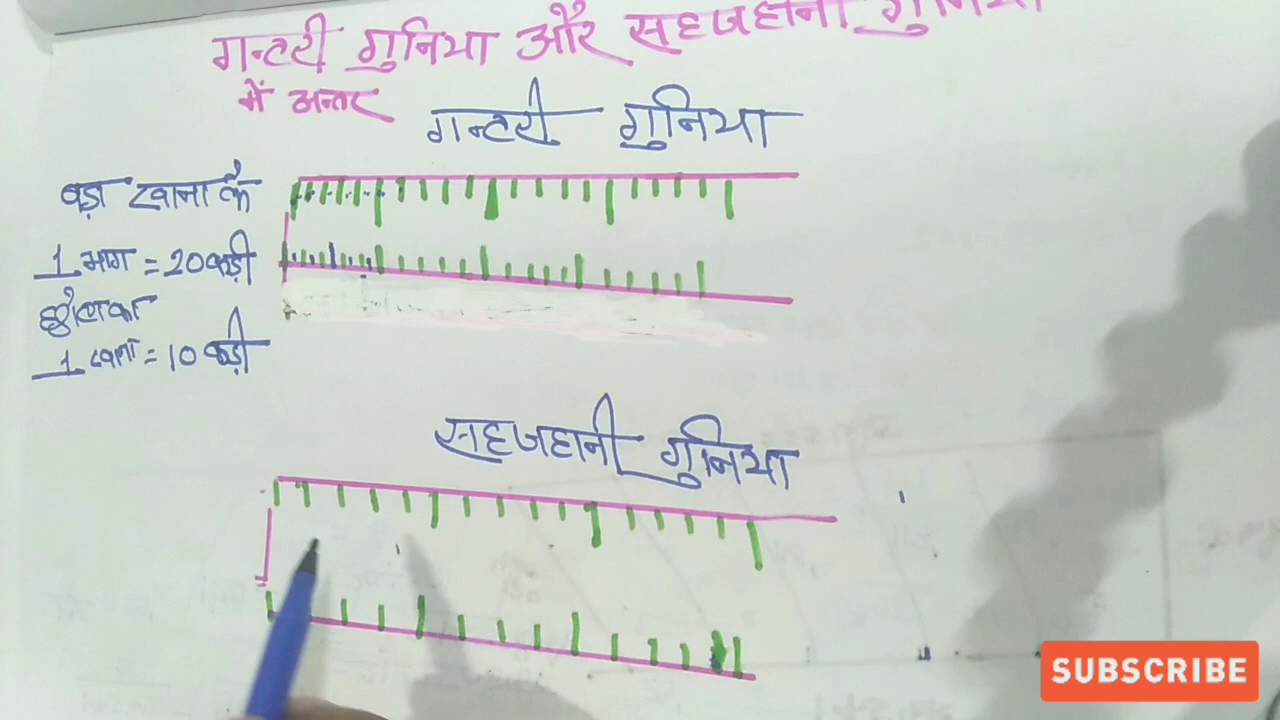 गन्टरी गुनिया और सहजहानी गुनिया
में अन्तर
गन्टरी गुनिया
बड़ा खाना के
1 भाग = 20 कड़ी
1 = 10 कड़ी
सहजहानी गुनिया
SUBSCRIBE